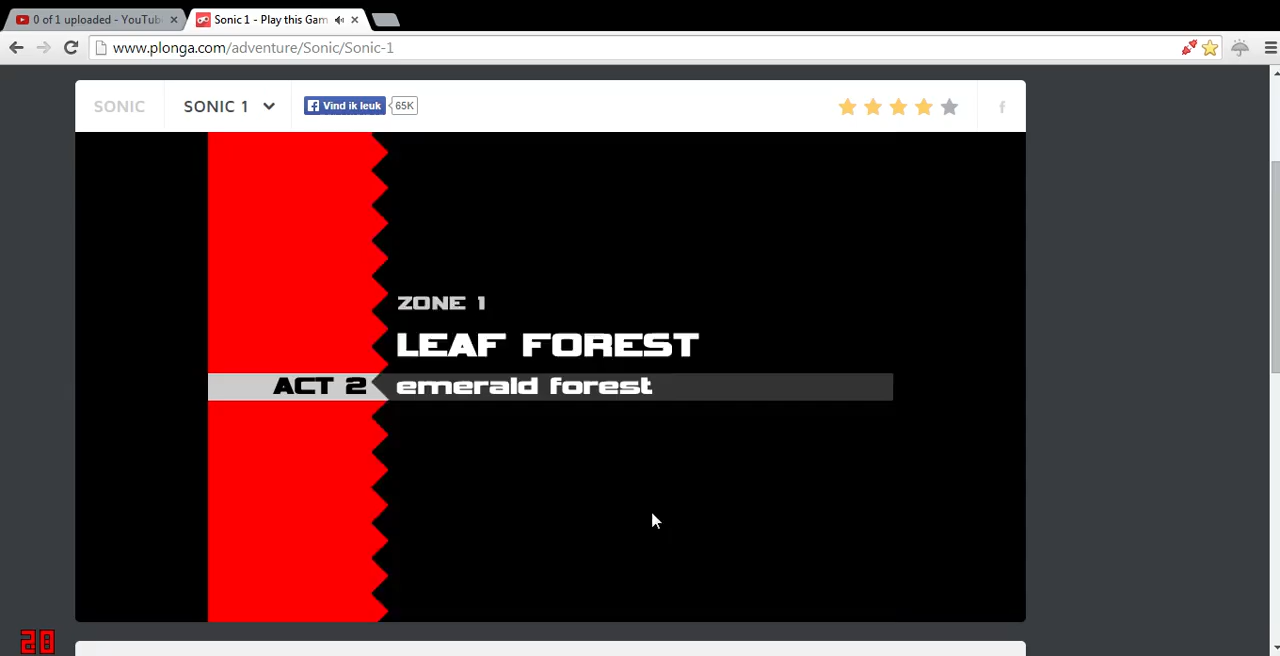 0 of 1 uploaded - YouTub
Sonic 1 - Play this Gam
www.plonga.com/adventure/Sonic/Sonic-1
SONIC SONIC 1 Vind ik leuk 65K
ZONE 1
LEAF FOREST
ACT 2 emerald forest
20